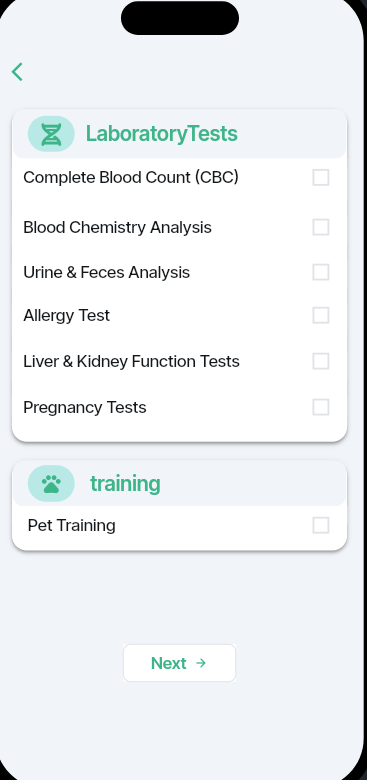 LaboratoryTests
Complete Blood Count (CBC)
Blood Chemistry Analysis
Urine & Feces Analysis
Allergy Test
Liver & Kidney Function Tests
Pregnancy Tests
training
Pet Training
Next